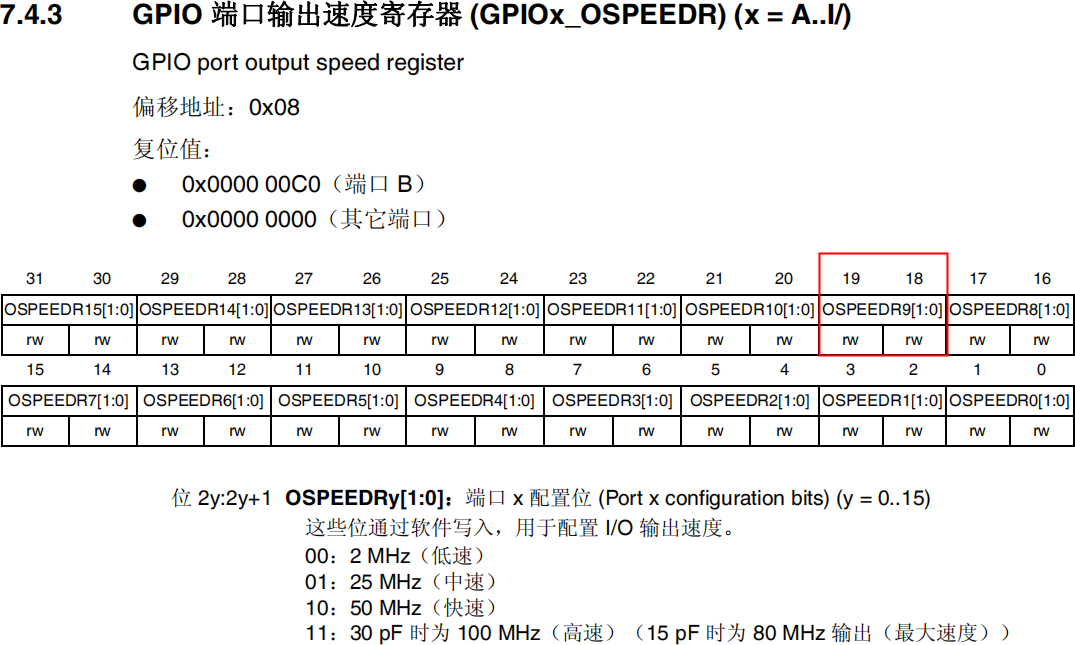 7.4.3 GPIO 端口输出速度寄存器 (GPIOx_OSPEEDR) (x = A..I/)
GPIO port output speed register
偏移地址：0x08
复位值：
● 0x0000 00C0（端口 B）
● 0x0000 0000（其它端口）
31 30 29 28 27 26 25 24 23 22 21 20 19 18 17 16
OSPEEDR15[1:0] OSPEEDR14[1:0] OSPEEDR13[1:0] OSPEEDR12[1:0] OSPEEDR11[1:0] OSPEEDR10[1:0] OSPEEDR9[1:0] OSPEEDR8[1:0]
rw rw rw rw rw rw rw rw rw rw rw rw rw rw rw rw
15 14 13 12 11 10 9 8 7 6 5 4 3 2 1 0
OSPEEDR7[1:0] OSPEEDR6[1:0] OSPEEDR5[1:0] OSPEEDR4[1:0] OSPEEDR3[1:0] OSPEEDR2[1:0] OSPEEDR1[1:0] OSPEEDR0[1:0]
rw rw rw rw rw rw rw rw rw rw rw rw rw rw rw rw
位 2y:2y+1 OSPEEDRy[1:0]：端口 x 配置位 (Port x configuration bits) (y = 0..15)
这些位通过软件写入，用于配置 I/O 输出速度。
00：2 MHz（低速）
01：25 MHz（中速）
10：50 MHz（快速）
11：30 pF 时为 100 MHz（高速）（15 pF 时为 80 MHz 输出（最大速度））